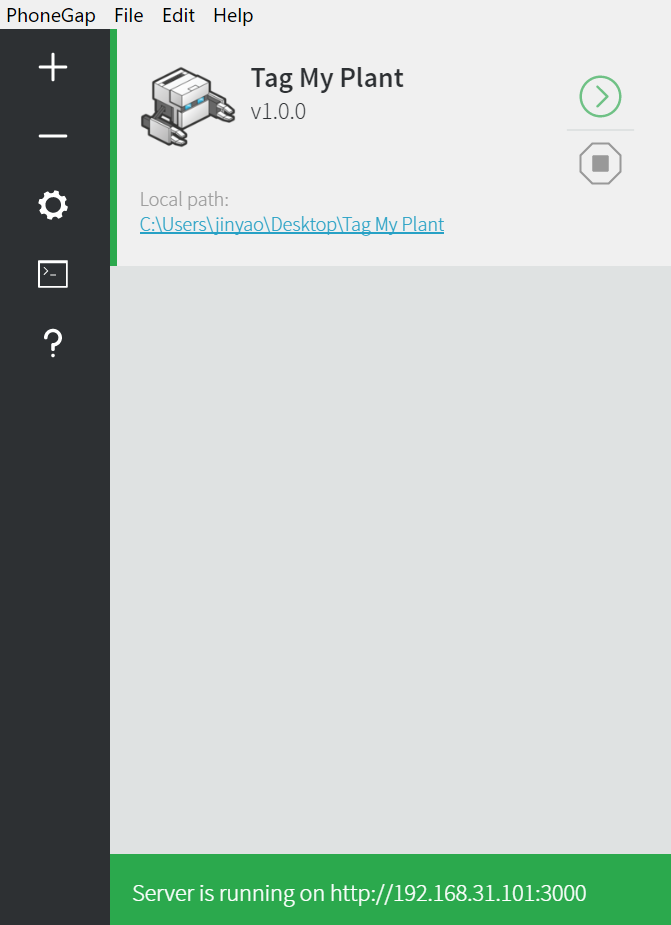 PhoneGap File Edit Help
Tag My Plant
v1.0.0
Local path:
C:\Users\jinyao\Desktop\Tag My Plant
Server is running on http://192.168.31.101:3000